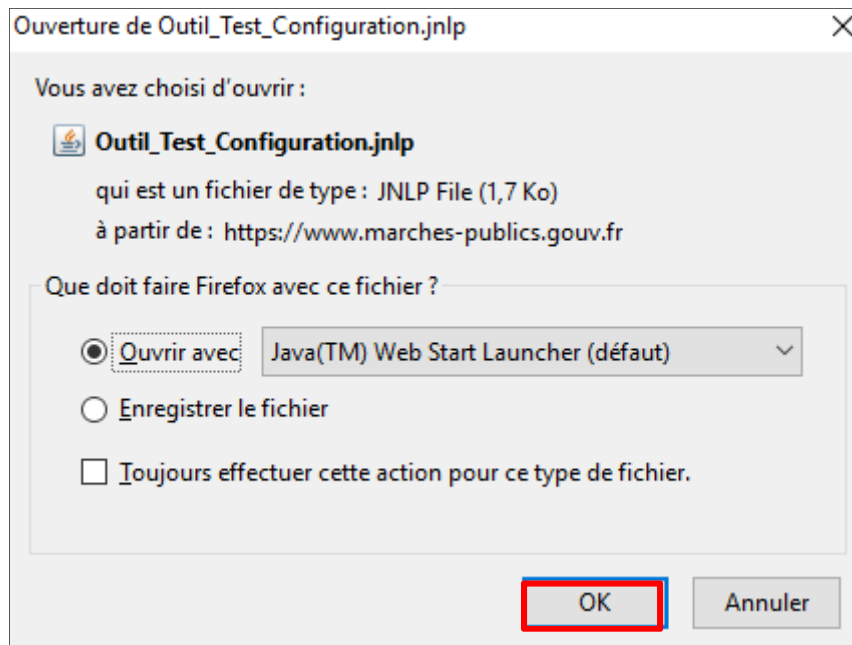 Ouverture de Outil_Test_Configuration.jnlp
Vous avez choisi d'ouvrir :
Outil_Test_Configuration.jnlp
qui est un fichier de type : JNLP File (1,7 Ko)
à partir de : https://www.marches-publics.gouv.fr
Que doit faire Firefox avec ce fichier ?
Ouvrir avec Java(TM) Web Start Launcher (défaut)
Enregistrer le fichier
Toujours effectuer cette action pour ce type de fichier.
OK Annuler